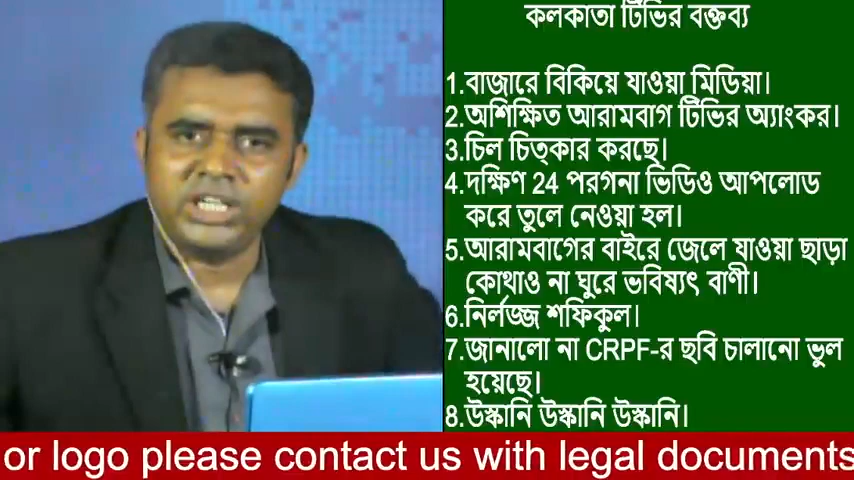 কলকাতা টিভির বক্তব্য
1.বাজারে বিকিয়ে যাওয়া মিডিয়া।
2.অশিক্ষিত আরামবাগ টিভির অ্যাংকর।
3.চিল চিত্কার করছে।
4.দক্ষিণ 24 পরগনা ভিডিও আপলোড
করে তুলে নেওয়া হল।
5.আরামবাগের বাইরে জেলে যাওয়া ছাড়া
কোথাও না ঘুরে ভবিষ্যৎ বাণী।
6.নির্লজ্জ শফিকুল।
7.জানালো না CRPF-র ছবি চালানো ভুল
হয়েছে।
8.উস্কানি উস্কানি উস্কানি।
or logo please contact us with legal documents